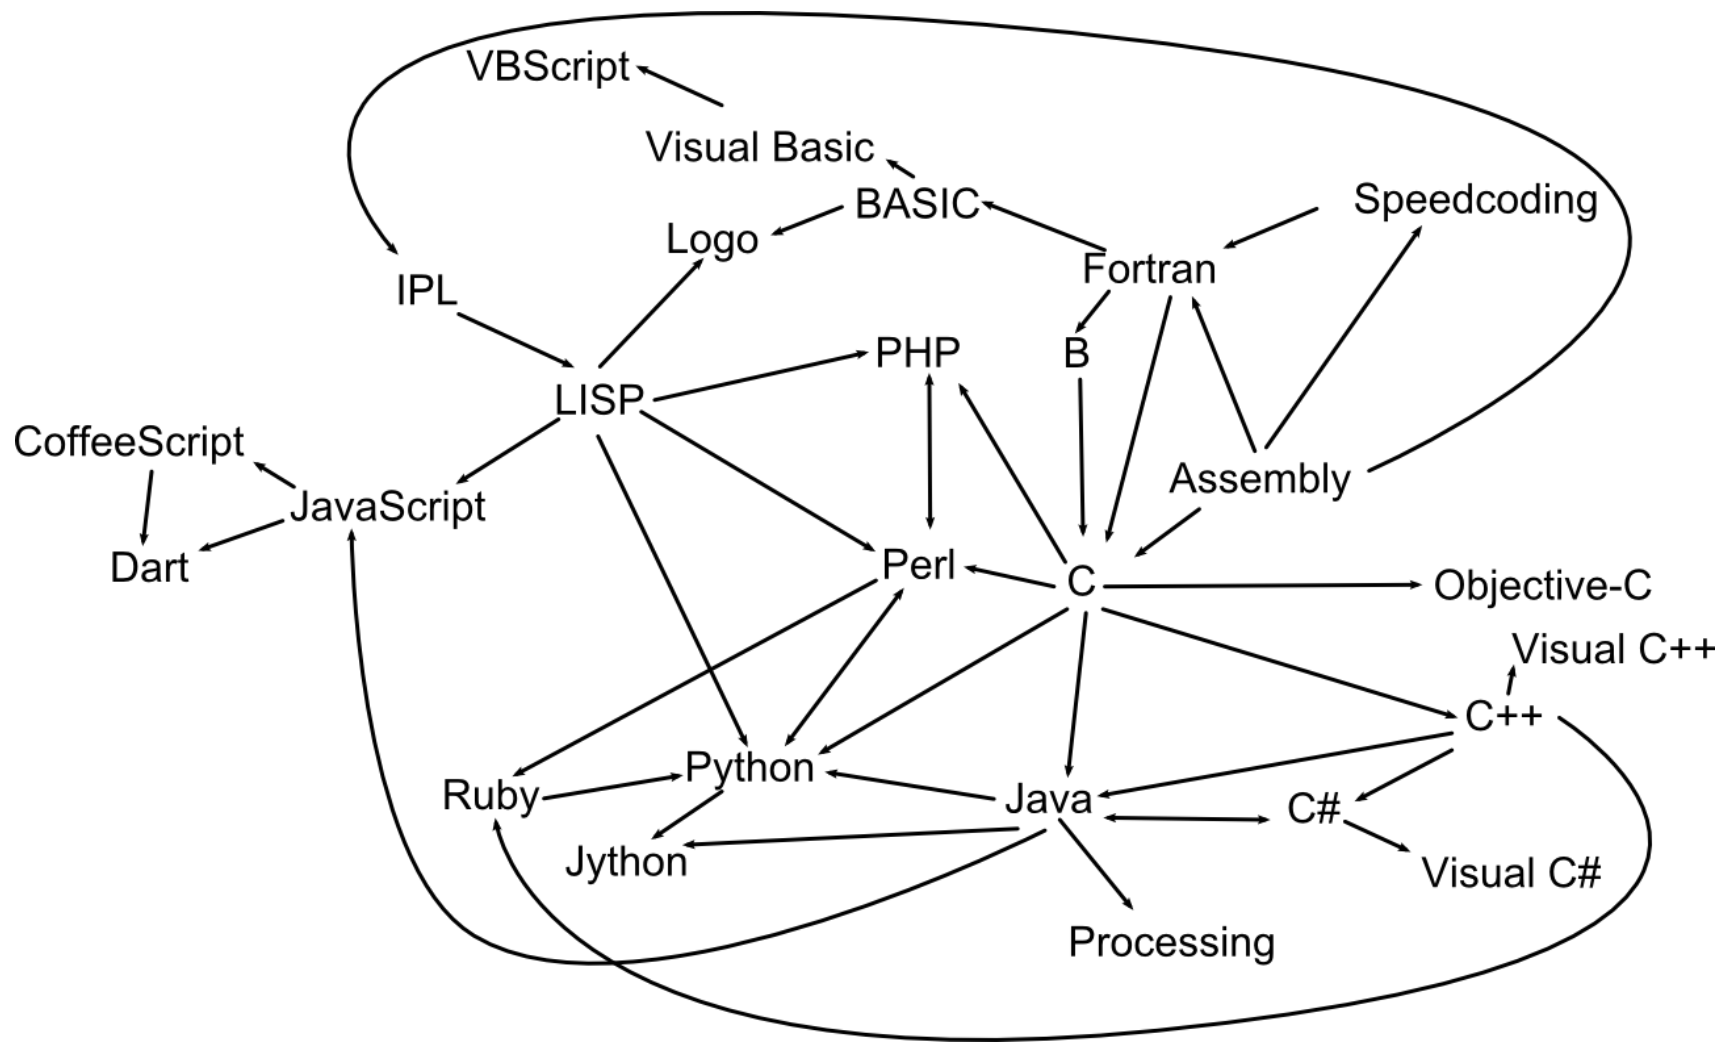 VBScript
Visual Basic
BASIC
Speedcoding
Logo
Fortran
IPL
PHP
B
LISP
CoffeeScript
Assembly
JavaScript
Dart
Perl
C
Objective-C
Visual C++
C++
Python
Ruby
Java
C#
Jython
Visual C#
Processing